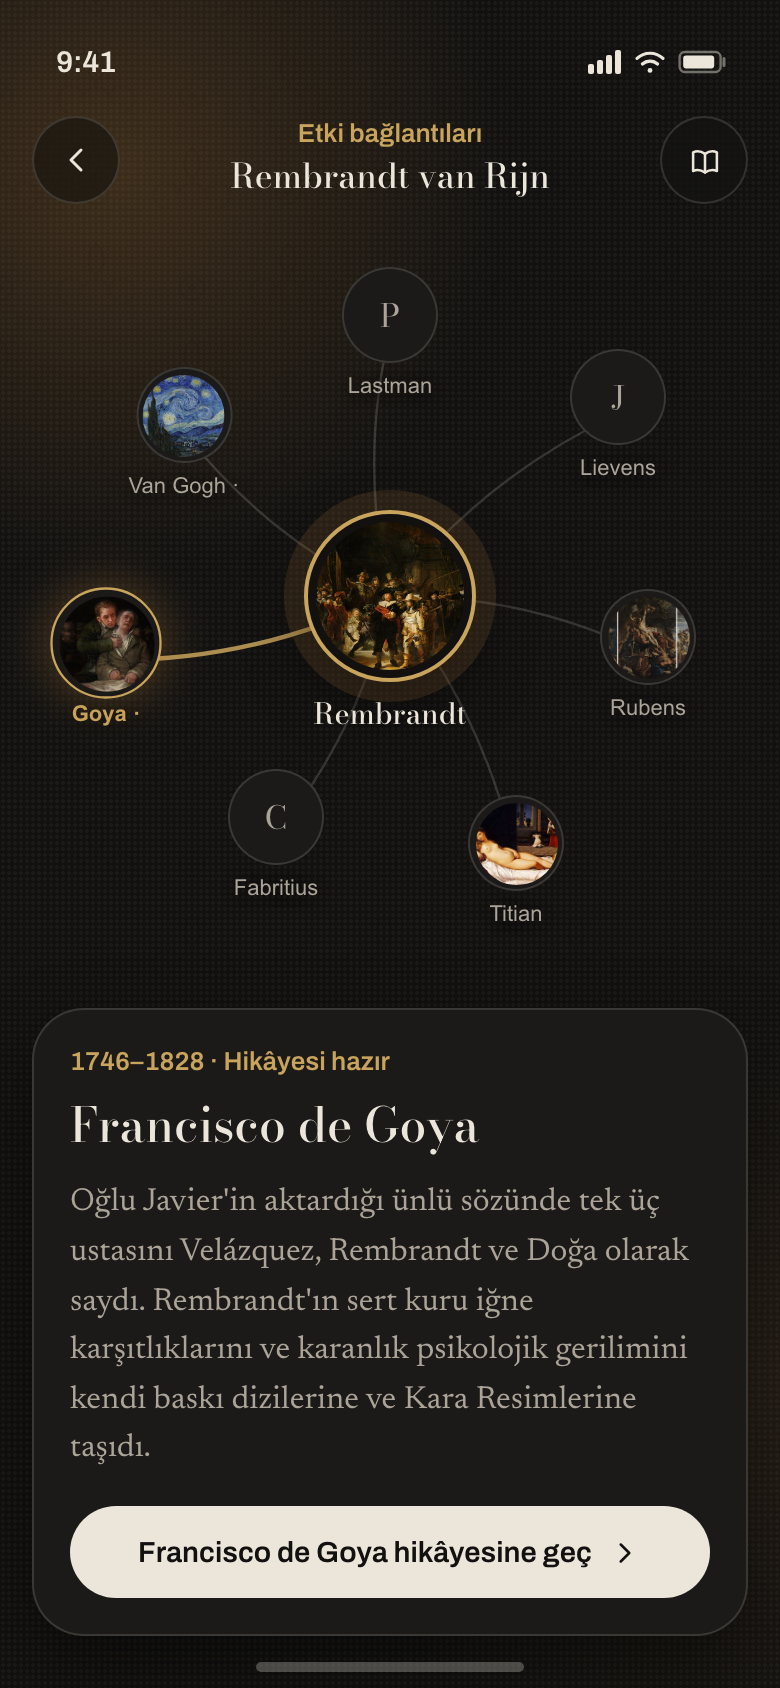 9:41
Etki bağlantıları
Rembrandt van Rijn
P
Lastman
J
Lievens
Van Gogh ·
Goya ·
Rembrandt
Rubens
C
Fabritius
Titian
1746–1828 · Hikâyesi hazır
Francisco de Goya
Oğlu Javier'in aktardığı ünlü sözünde tek üç
ustasını Velázquez, Rembrandt ve Doğa olarak
saydı. Rembrandt'ın sert kuru iğne
karşıtlıklarını ve karanlık psikolojik gerilimini
kendi baskı dizilerine ve Kara Resimlerine
taşıdı.
Francisco de Goya hikâyesine geç